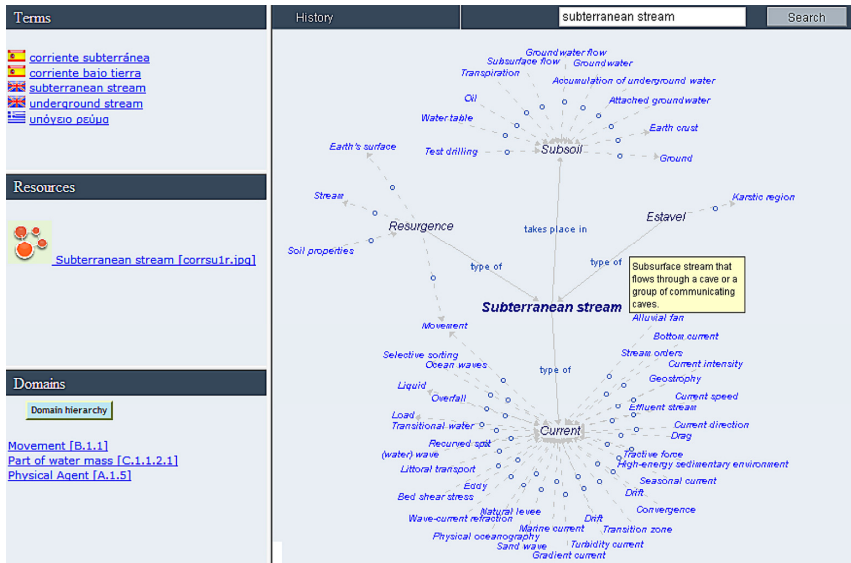 Terms
History
subterranean stream
Search
corriente subterránea
corriente bajo tierra
subterranean stream
underground stream
υπόγειο ρεύμα
Resources
Subterranean stream [corrsu1r.jpg]
Domains
Domain hierarchy
Movement [B.1.1]
Part of water mass [C.1.1.2.1]
Physical Agent [A.1.5]
Groundwater flow
Subsurface flow
Groundwater
Transpiration
Accumulation of underground water
Oil
Attached groundwater
Water table
Earth crust
Earth's surface
Test drilling
Subsoil
Ground
Stream
Karstic region
Resurgence
Estavel
takes place in
Soil properties
type of
type of
Subsurface stream that
flows through a cave or a
group of communicating
caves.
Subterranean stream
Alluvial fan
Movement
Bottom current
Selective sorting
Stream orders
Ocean waves
Current intensity
type of
Geostrophy
Liquid
Overfall
Current speed
Effluent stream
Load
Transitional water
Current
Current direction
Drag
Recurved spit
(water) wave
Tractive force
High-energy sedimentary environment
Littoral transport
Seasonal current
Eddy
Drift
Bed shear stress
Natural levee
Convergence
Wave-current refraction
Drift
Marine current
Transition zone
Physical oceanography
Sand wave
Turbidity current
Gradient current